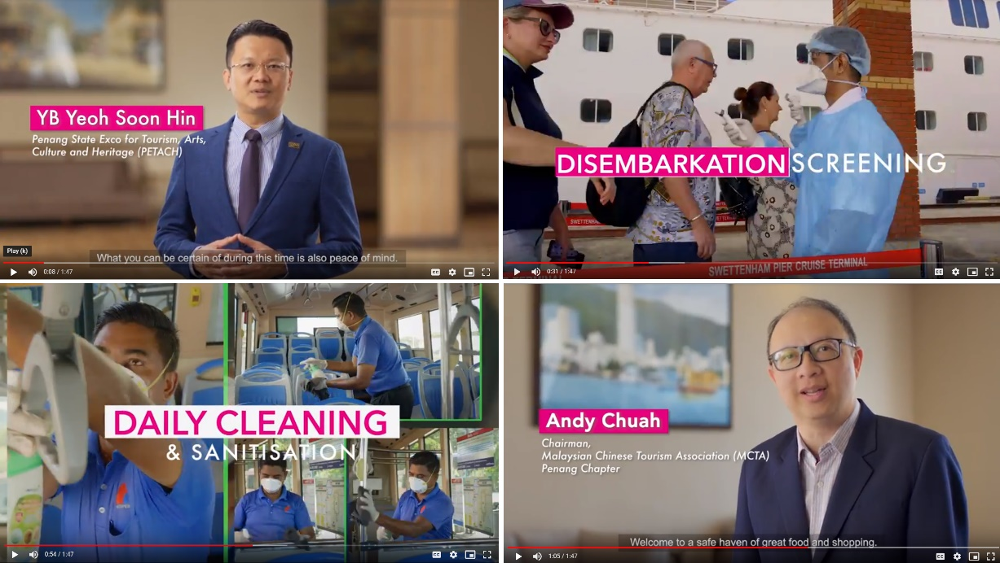 YB Yeoh Soon Hin
Penang State Exco for Tourism, Arts,
Culture and Heritage (PETACH)
Play (k)
What you can be certain of during this time is also peace of mind.
0:08 / 1:47
DISEMBARKATION SCREENING
SWETTENHAM PIER CRUISE TERMINAL
0:31 / 1:47
DAILY CLEANING
& SANITISATION
0:54 / 1:47
Andy Chuah
Chairman,
Malaysian Chinese Tourism Association (MCTA)
Penang Chapter
Welcome to a safe haven of great food and shopping.
1:05 / 1:47